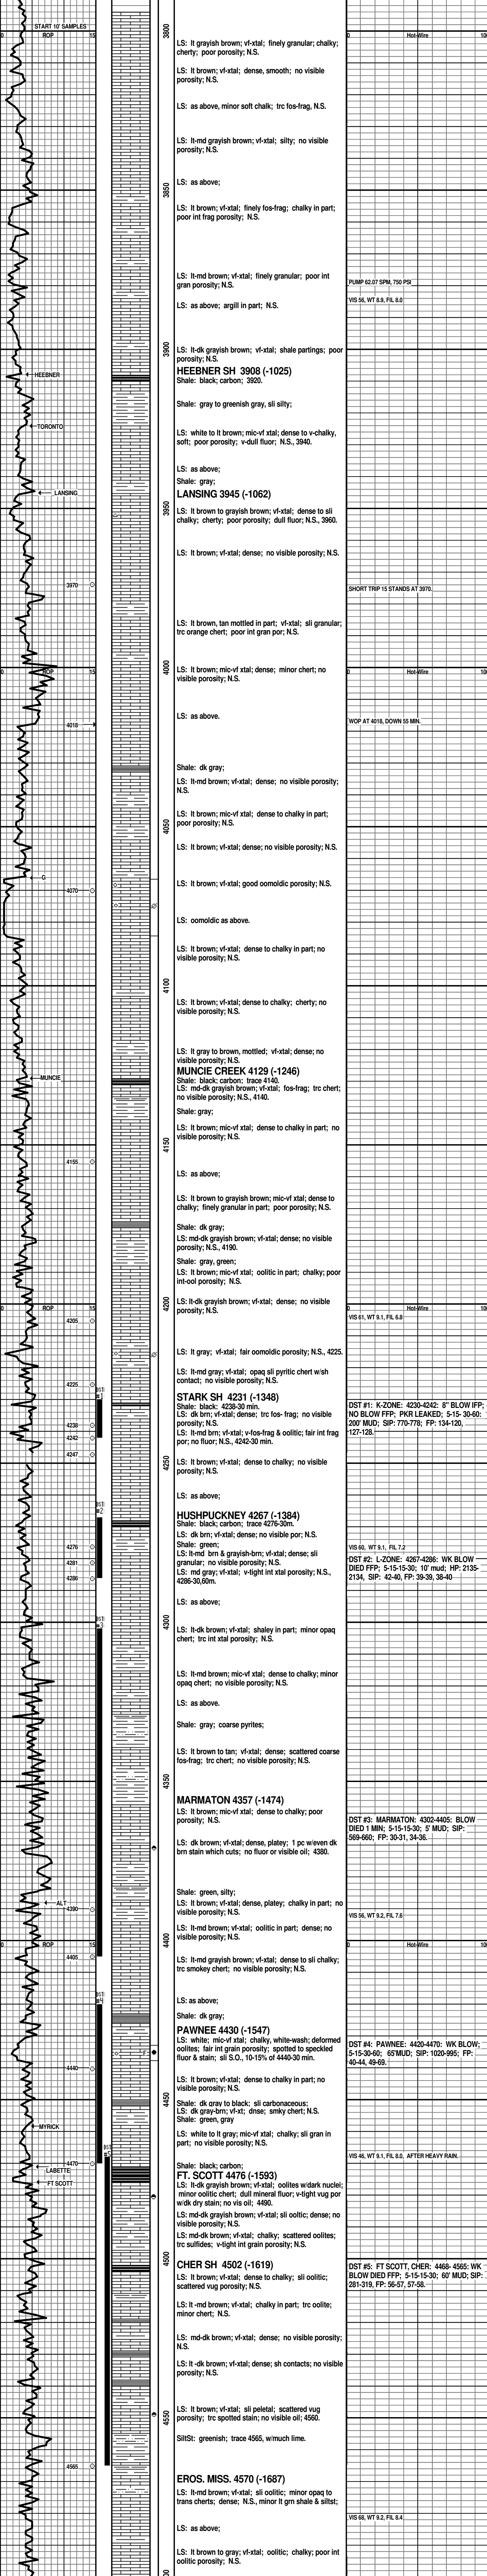 START 10' SAMPLES
0 ROP 15
3800
0 Hot-Wire 100
LS: lt grayish brown; vf-xtal; finely granular; chalky;
cherty; poor porosity; N.S.
LS: lt brown; vf-xtal; dense, smooth; no visible
porosity; N.S.
LS: as above, minor soft chalk; trc fos-frag, N.S.
LS: lt-md grayish brown; vf-xtal; silty; no visible
porosity; N.S.
3850
LS: as above;
LS: lt brown; vf-xtal; finely fos-frag; chalky in part;
poor int frag porosity; N.S.
LS: lt-md brown; vf-xtal; finely granular; poor int
gran porosity; N.S.
PUMP 62.07 SPM, 750 PSI
VIS 56, WT 8.9, FIL 8.0
LS: as above; argill in part; N.S.
3900
LS: lt-dk grayish brown; vf-xtal; shale partings; poor
porosity; N.S.
HEEBNER
HEEBNER SH 3908 (-1025)
Shale: black; carbon; 3920.
Shale: gray to greenish gray, sli silty;
TORONTO
LS: white to lt brown; mic-vf xtal; dense to v-chalky,
soft; poor porosity; v-dull fluor; N.S., 3940.
LS: as above;
Shale: gray;
LANSING
LANSING 3945 (-1062)
3950
LS: lt brown to grayish brown; vf-xtal; dense to sli
chalky; cherty; poor porosity; dull fluor; N.S., 3960.
LS: lt brown; vf-xtal; dense; no visible porosity; N.S.
3970
SHORT TRIP 15 STANDS AT 3970.
LS: lt brown, tan mottled in part; vf-xtal; sli granular;
trc orange chert; poor int gran por; N.S.
0 ROP 15
4000
0 Hot-Wire 100
LS: lt brown; mic-vf xtal; dense; minor chert; no
visible porosity; N.S.
LS: as above.
4018
WOP AT 4018, DOWN 55 MIN.
Shale: dk gray;
LS: lt-md brown; vf-xtal; dense; no visible porosity;
N.S.
4050
LS: lt brown; mic-vf xtal; dense to chalky in part;
poor porosity; N.S.
LS: lt brown; vf-xtal; dense; no visible porosity; N.S.
G
4070
LS: lt brown; vf-xtal; good oomoldic porosity; N.S.
LS: oomoldic as above.
LS: lt brown; vf-xtal; dense to chalky in part; no
visible porosity; N.S.
4100
LS: lt brown; vf-xtal; dense to chalky; cherty; no
visible porosity; N.S.
LS: lt gray to brown, mottled; vf-xtal; dense; no
visible porosity; N.S.
MUNCIE
MUNCIE CREEK 4129 (-1246)
Shale: black; carbon; trace 4140.
LS: md-dk grayish brown; vf-xtal; fos-frag; trc chert;
no visible porosity; N.S., 4140.
Shale: gray;
4150
LS: lt brown; mic-vf xtal; dense to chalky in part; no
visible porosity; N.S.
4155
LS: as above;
LS: lt brown to grayish brown; mic-vf xtal; dense to
chalky; finely granular in part; poor porosity; N.S.
Shale: dk gray;
LS: md-dk grayish brown; vf-xtal; dense; no visible
porosity; N.S., 4190.
Shale: gray, green;
LS: lt brown; mic-vf xtal; oolitic in part; chalky; poor
int-ool porosity; N.S.
0 ROP 15
4200
0 Hot-Wire 100
LS: lt-dk grayish brown; vf-xtal; dense; no visible
porosity; N.S.
4205
VIS 61, WT 9.1, FIL 6.8
LS: lt gray; vf-xtal; fair oomoldic porosity; N.S., 4225.
4225
LS: lt-md gray; vf-xtal; opaq sli pyritic chert w/sh
contact; no visible porosity; N.S.
DST
#1
STARK SH 4231 (-1348)
Shale: black; 4238-30 min.
LS: dk brn; vf-xtal; dense; trc fos- frag; no visible
porosity; N.S.
DST #1: K-ZONE: 4230-4242: 8" BLOW IFP;
NO BLOW FFP; PKR LEAKED; 5-15-30-60:
200' MUD; SIP: 770-778; FP: 134-120,
127-128.
4238
4242
LS: lt-md brn; vf-xtal; v-fos-frag & oolitic; fair int frag
por; no fluor; N.S., 4242-30 min.
4247
4250
LS: lt brown; vf-xtal; dense to chalky; no visible
porosity; N.S.
LS: as above;
DST
#2
HUSHPUCKNEY 4267 (-1384)
Shale: black; carbon; trace 4276-30m.
LS: dk brn; vf-xtal; dense; no visible por; N.S.
4276
Shale: green;
VIS 60, WT 9.1, FIL 7.2
LS: lt-md brn & grayish-brn; vf-xtal; dense; sli
granular; no visible porosity; N.S.
DST #2: L-ZONE: 4267-4286: WK BLOW
DIED FFP; 5-15-15-30; 10' mud; HP: 2135-
2134, SIP: 42-40, FP: 39-39, 38-40
4281
4286
LS: md gray; vf-xtal; v-tight int xtal porosity; N.S.,
4286-30,60m.
LS: as above;
4300
DST
#3
LS: lt-dk brown; vf-xtal; shaley in part; minor opaq
chert; trc int xtal porosity; N.S.
LS: lt-md brown; mic-vf xtal; dense to chalky; minor
opaq chert; no visible porosity; N.S.
LS: as above.
Shale: gray; coarse pyrites;
LS: lt brown to tan; vf-xtal; dense; scattered coarse
fos-frag; trc chert; no visible porosity; N.S.
4350
MARMATON 4357 (-1474)
LS: lt brown; mic-vf xtal; dense to chalky; poor
porosity; N.S.
DST #3: MARMATON: 4302-4405: BLOW
DIED 1 MIN; 5-15-15-30; 5' MUD; SIP:
569-660; FP: 30-31, 34-36.
LS: dk brown; vf-xtal; dense, platey; 1 pc w/even dk
brn stain which cuts; no fluor or visible oil; 4380.
Shale: green, silty;
ALT
4390
LS: lt brown; vf-xtal; dense, platey; chalky in part; no
visible porosity; N.S.
VIS 56, WT 9.2, FIL 7.6
LS: lt-md brown; vf-xtal; oolitic in part; dense; no
visible porosity; N.S.
0 ROP 15
4400
0 Hot-Wire 100
4405
LS: lt-md grayish brown; vf-xtal; dense to sli chalky;
trc smokey chert; no visible porosity; N.S.
DST
#4
LS: as above;
Shale: dk gray;
PAWNEE 4430 (-1547)
LS: white; mic-vf xtal; chalky, white-wash; deformed
oolites; fair int grain porosity; spotted to speckled
fluor & stain; sli S.O., 10-15% of 4440-30 min.
DST #4: PAWNEE: 4420-4470: WK BLOW;
5-15-30-60; 65'MUD; SIP: 1020-995; FP:
40-44, 49-69.
4440
LS: lt brown; vf-xtal; dense to chalky in part; no
visible porosity; N.S.
4450
Shale: dk gray to black; sli carbonaceous:
LS: dk gray-brn; vf-xt; dnse; smky chert; N.S.
Shale: green, gray
MYRICK
LS: white to lt gray; mic-vf xtal; chalky; sli gran in
part; no visible porosity; N.S.
DST
#5
VIS 46, WT 9.1, FIL 8.0, AFTER HEAVY RAIN.
4470
Shale: black; carbon;
LABETTE
FT. SCOTT 4476 (-1593)
FT SCOTT
LS: lt-dk grayish brown; vf-xtal; oolites w/dark nuclei;
minor oolitic chert; dull mineral fluor; v-tight vug por
w/dk dry stain; no vis oil; 4490.
LS: md-dk grayish brown; vf-xtal; sli ooltic; dense; no
visible porosity; N.S.
LS: md-dk brown; vf-xtal; chalky; scattered oolites;
trc sulfides; v-tight int grain porosity; N.S.
4500
CHER SH 4502 (-1619)
LS: lt brown; vf-xtal; dense to chalky; sli oolitic;
scattered vug porosity; N.S.
DST #5: FT SCOTT, CHER: 4468- 4565: WK
BLOW DIED FFP; 5-15-15-30; 60' MUD; SIP:
281-319, FP: 56-57, 57-58.
LS: lt -md brown; vf-xtal; chalky in part; trc oolite;
minor chert; N.S.
LS: md-dk brown; vf-xtal; dense; no visible porosity;
N.S.
LS: lt -dk brown; vf-xtal; dense; sh contacts; no visible
porosity; N.S.
4550
LS: lt brown; vf-xtal; sli peletal; scattered vug
porosity; trc spotted stain; no visible oil; 4560.
SiltSt: greenish; trace 4565, w/much lime.
4565
EROS. MISS. 4570 (-1687)
LS: lt-md brown; vf-xtal; sli oolitic; minor opaq to
trans cherts; dense; N.S., minor lt grn shale & siltst;
VIS 68, WT 9.2, FIL 8.4
LS: as above;
LS: lt brown to gray; vf-xtal; oolitic; chalky; poor int
oolitic porosity; N.S.